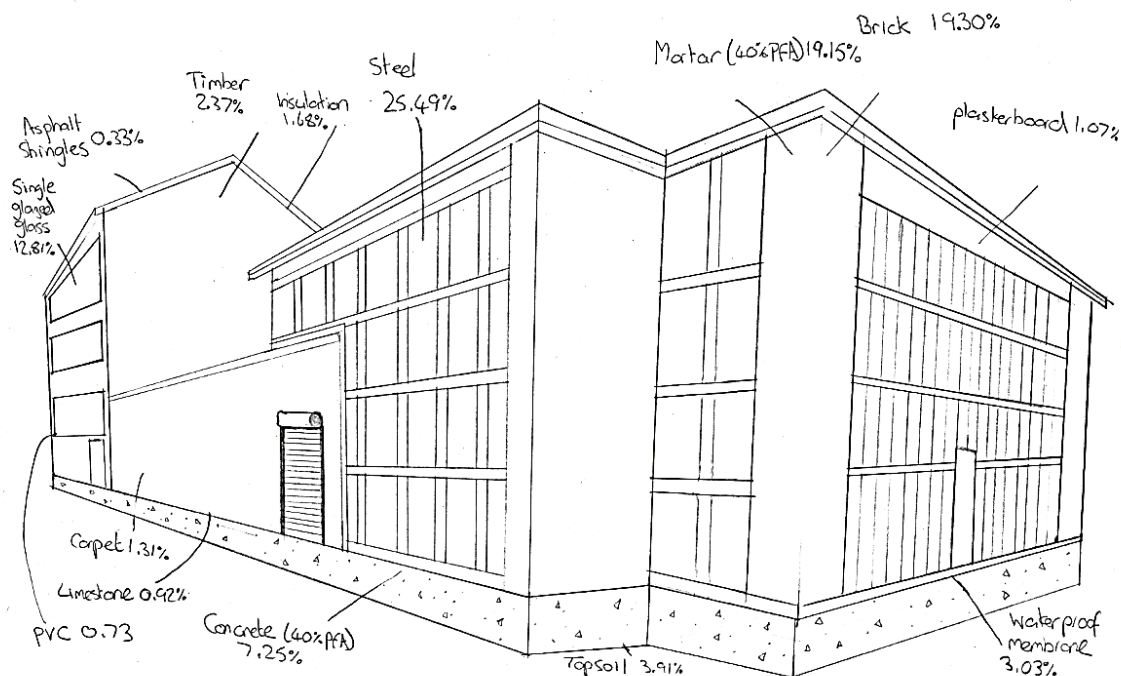 Brick 19.30%
Mortar (40% PFA) 19.15%
Steel
25.49%
Timber
2.37%
Insulation
1.68%
plasterboard 1.07%
Asphalt
Shingles 0.33%
Single
glazed
glass
12.81%
Carpet 1.31%
Limestone 0.92%
PVC 0.73
Concrete (40% PFA)
7.25%
Topsoil 3.91%
Waterproof
membrane
3.03%